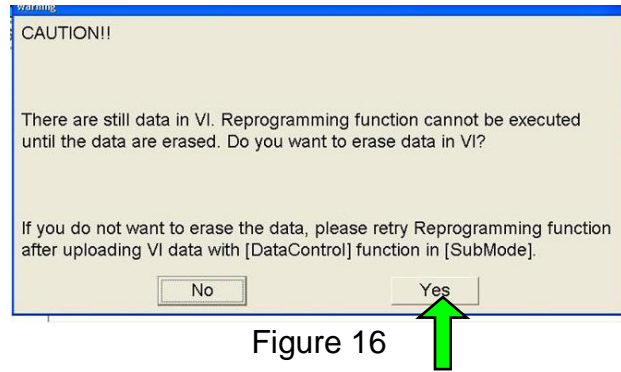 Warning
CAUTION!!
There are still data in VI. Reprogramming function cannot be executed
until the data are erased. Do you want to erase data in VI?
If you do not want to erase the data, please retry Reprogramming function
after uploading VI data with [DataControl] function in [SubMode].
No Yes
Figure 16